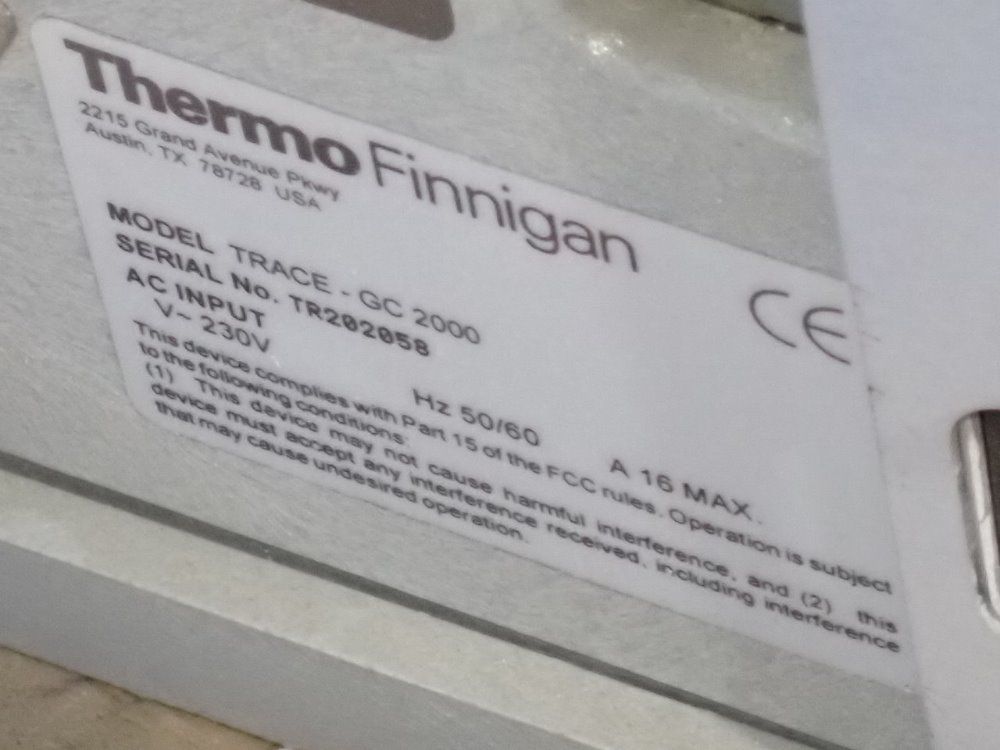 Thermo Finnigan
2215 Grand Avenue Pkwy
Austin, TX 78728 USA
MODEL TRACE - GC 2000
SERIAL No. TR202058
AC INPUT
V~ 230V Hz 50/60 A 16 MAX.
This device complies with Part 15 of the FCC rules. Operation is subject
to the following conditions:
(1) This device may not cause harmful interference, and (2) this
device must accept any interference received, including interference
that may cause undesired operation.
CE